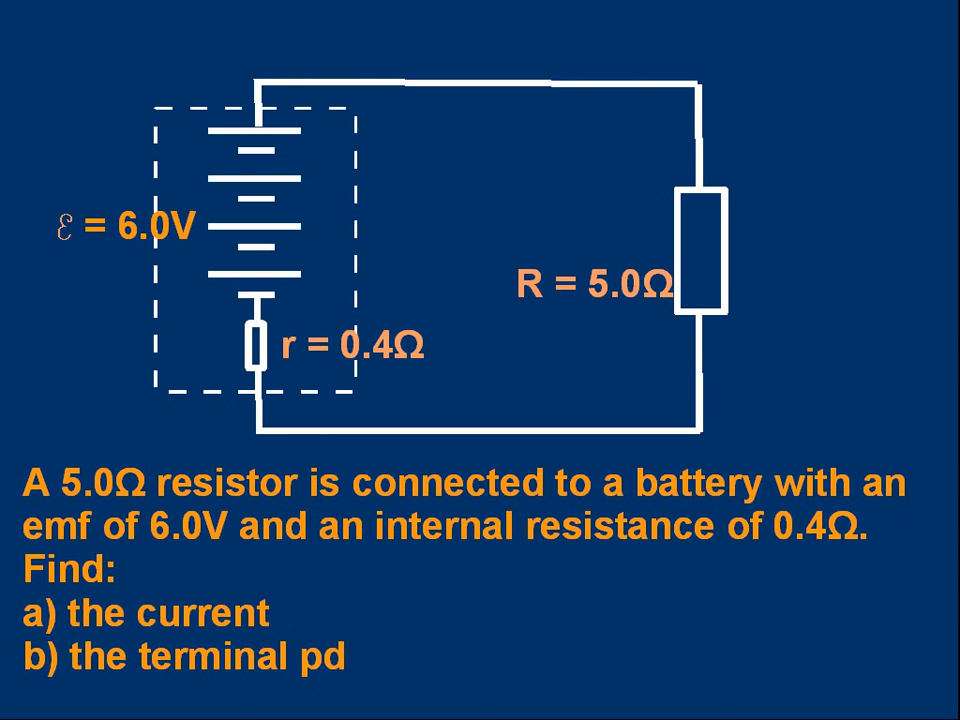 ℰ = 6.0V
R = 5.0Ω
r = 0.4Ω
A 5.0Ω resistor is connected to a battery with an
emf of 6.0V and an internal resistance of 0.4Ω.
Find:
a) the current
b) the terminal pd